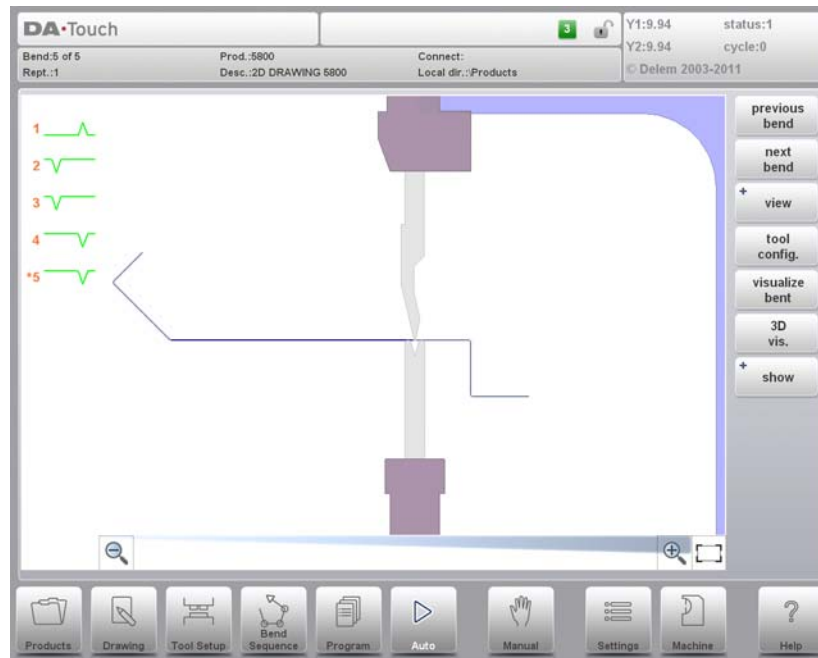 DA•Touch
3
Y1:9.94 status:1
Y2:9.94 cycle:0
© Delem 2003-2011
Bend:5 of 5 Prod.:5800 Connect:
Rept.:1 Desc.:2D DRAWING 5800 Local dir.:\Products
1
2
3
4
*5
previous
bend
next
bend
+
view
tool
config.
visualize
bent
3D
vis.
+
show
Products Drawing Tool Setup Bend
Sequence Program Auto Manual Settings Machine ? Help